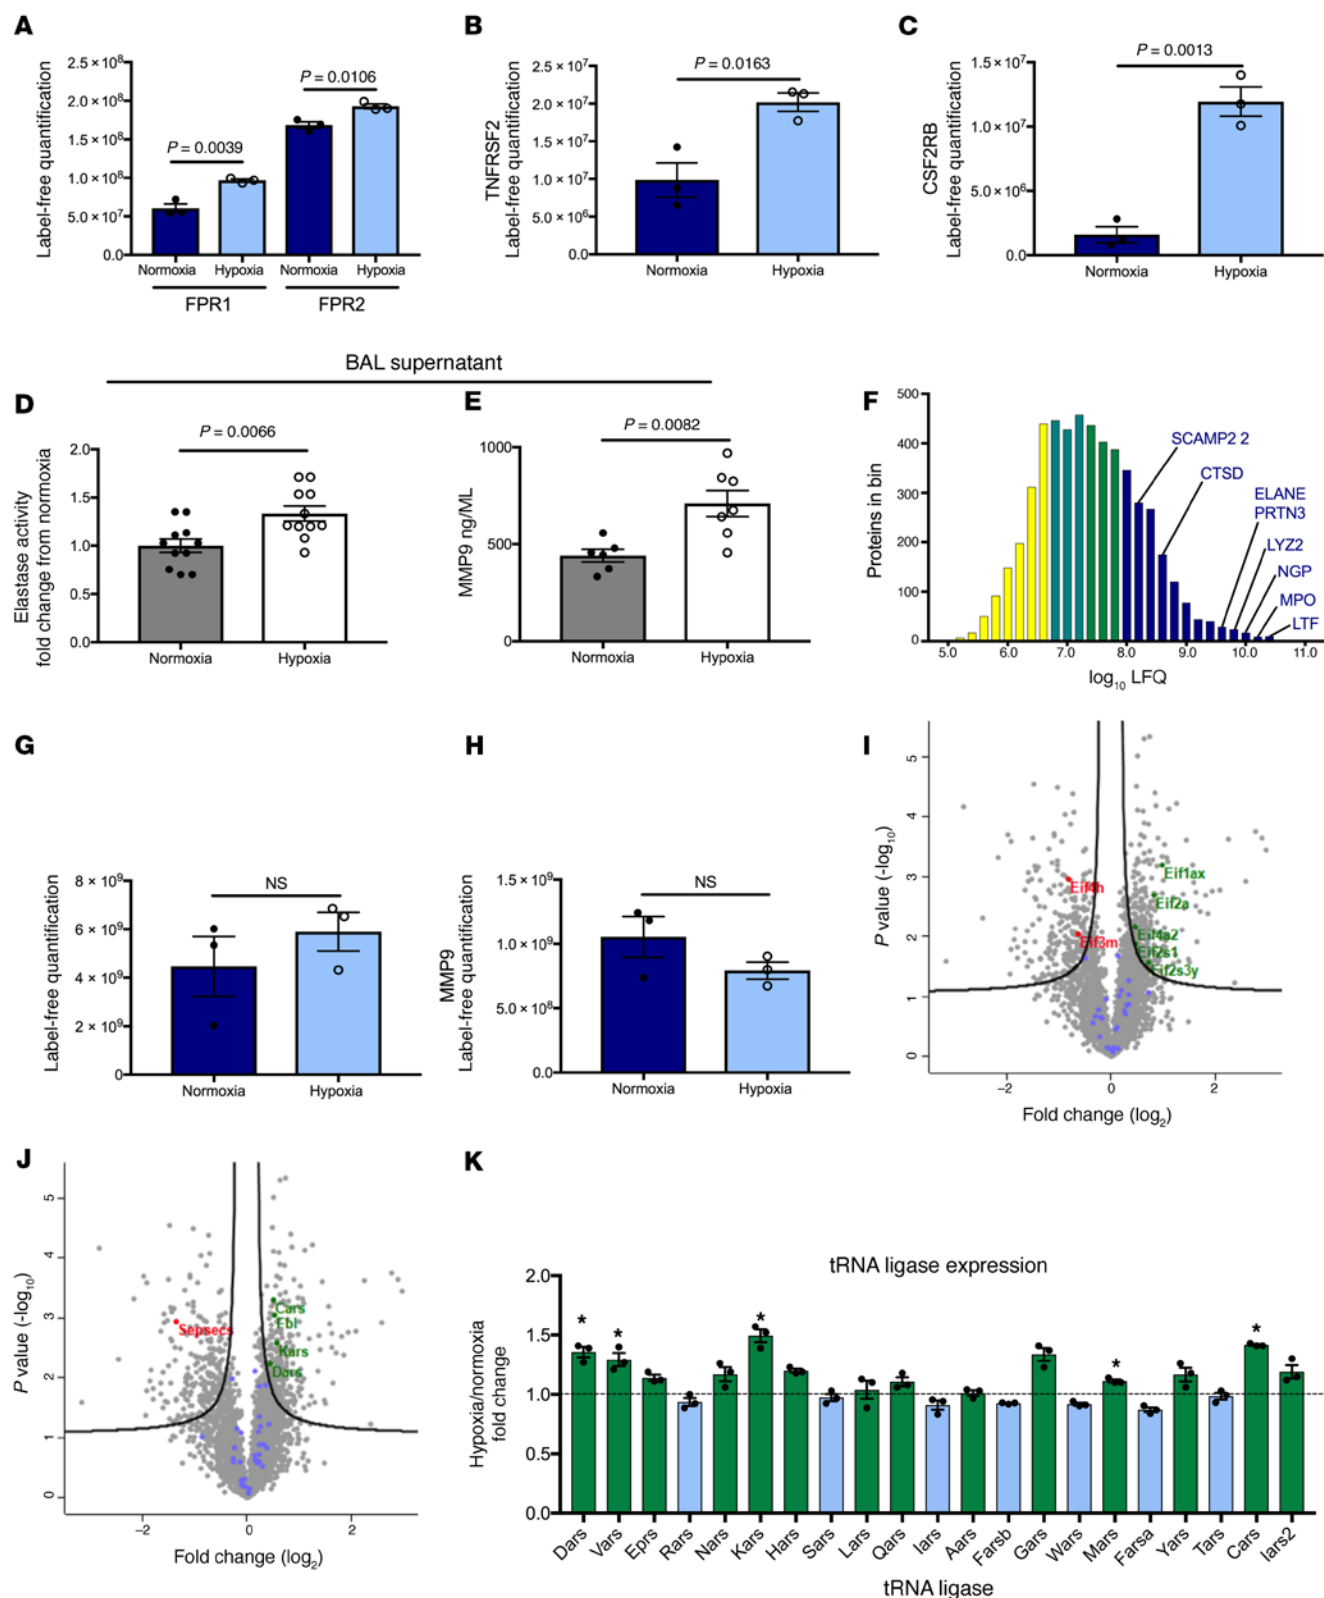 A
Label-free quantification
2.5 × 10⁸
2.0 × 10⁸
1.5 × 10⁸
1.0 × 10⁸
5.0 × 10⁷
0.0
P = 0.0039
P = 0.0106
Normoxia Hypoxia Normoxia Hypoxia
FPR1 FPR2
B
TNFRSF2
Label-free quantification
2.5 × 10⁷
2.0 × 10⁷
1.5 × 10⁷
1.0 × 10⁷
5.0 × 10⁶
0.0
P = 0.0163
Normoxia Hypoxia
C
CSF2RB
Label-free quantification
1.5 × 10⁷
1.0 × 10⁷
5.0 × 10⁶
0.0
P = 0.0013
Normoxia Hypoxia
BAL supernatant
D
Elastase activity
fold change from normoxia
2.0
1.5
1.0
0.5
0.0
P = 0.0066
Normoxia Hypoxia
E
MMP9 ng/ML
1000
500
0
P = 0.0082
Normoxia Hypoxia
F
Proteins in bin
500
400
300
200
100
0
SCAMP2 2
CTSD
ELANE
PRTN3
LYZ2
NGP
MPO
LTF
5.0 6.0 7.0 8.0 9.0 10.0 11.0
log₁₀ LFQ
G
Label-free quantification
8 × 10⁹
6 × 10⁹
4 × 10⁹
2 × 10⁹
0
NS
Normoxia Hypoxia
H
MMP9
Label-free quantification
1.5 × 10⁹
1.0 × 10⁹
5.0 × 10⁸
0.0
NS
Normoxia Hypoxia
I
P value (-log₁₀)
5
4
3
2
1
0
Eif4h
Eif3m
Eif1ax
Eif2a
Eif4a2
Eif2s1
Eif2s3y
−2 0 2
Fold change (log₂)
J
P value (-log₁₀)
5
4
3
2
1
0
Sepsecs
Cars
Fbl
Kars
Dars
−2 0 2
Fold change (log₂)
K
tRNA ligase expression
Hypoxia/normoxia
fold change
2.0
1.5
1.0
0.5
0.0
* * * * *
Dars Vars Eprs Rars Nars Kars Hars Sars Lars Qars Iars Aars Farsb Gars Wars Mars Farsa Yars Tars Cars Iars2
tRNA ligase